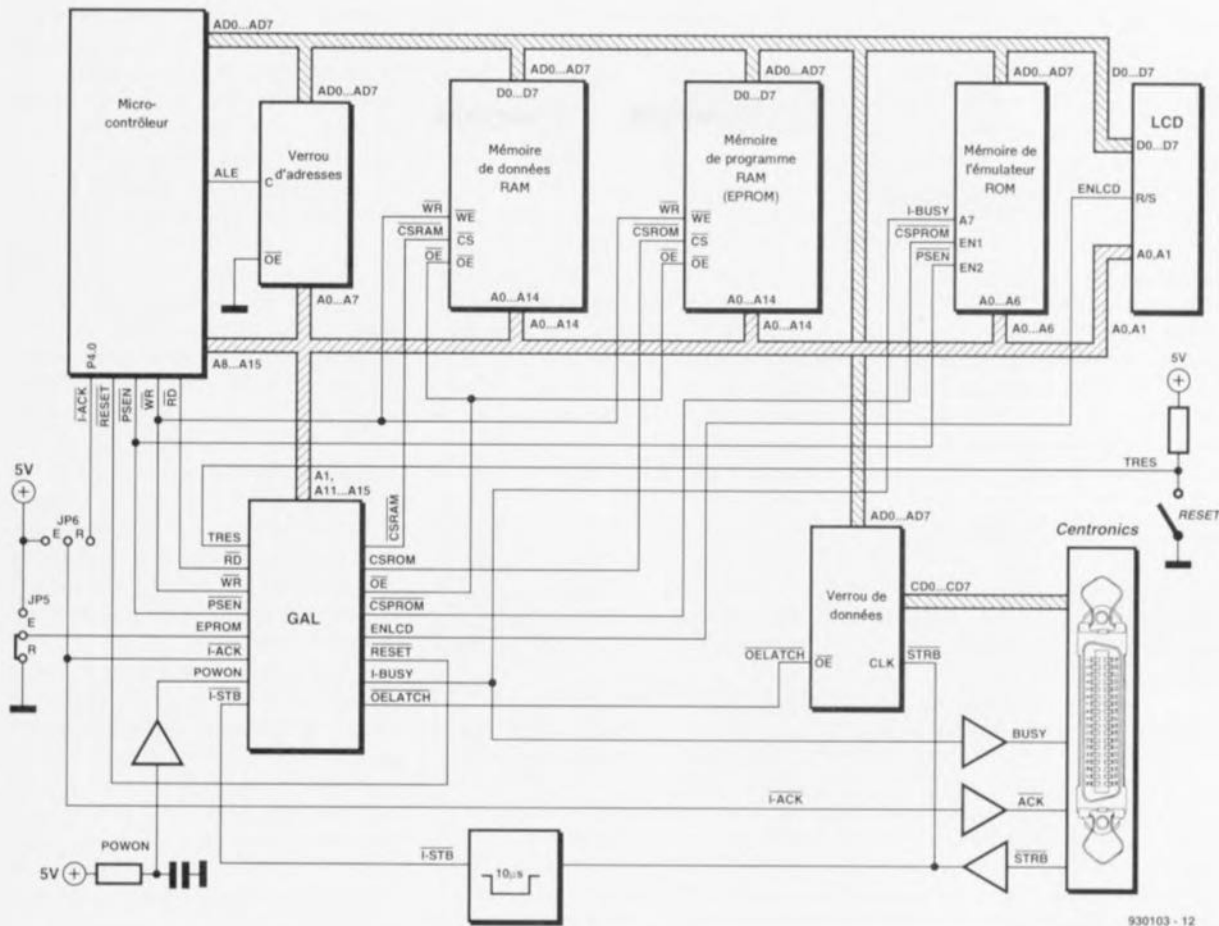 AD0...AD7
Micro-
contrôleur
ALE
P4.0
A8...A15
I-ACK
RESET
PSEN
WR
RD
AD0...AD7
Verrou
d'adresses
C
OE
A0...A7
AD0...AD7
D0...D7
Mémoire
de données
RAM
WR
WE
CSRAM
CS
OE
OE
A0...A14
A0...A14
AD0...AD7
D0...D7
Mémoire
de programme
RAM
(EPROM)
WR
WE
CSROM
CS
OE
OE
A0...A14
A0...A14
AD0...AD7
Mémoire de
l'émulateur
ROM
I-BUSY
A7
CSPROM
EN1
PSEN
EN2
A0...A6
A0...A6
D0...D7
LCD
D0...D7
ENLCD
R/S
A0,A1
A0,A1
5V
TRES
RESET
5V
JP6
E
R
JP5
E
R
A1,
A11...A15
CSRAM
GAL
TRES
RD
WR
PSEN
EPROM
I-ACK
POWON
I-STB
CSROM
OE
CSPROM
ENLCD
RESET
I-BUSY
OELATCH
AD0...AD7
Verrou de
données
OELATCH
OE
CLK
STRB
CD0...CD7
Centronics
BUSY
I-ACK
ACK
STRB
I-STB
10µs
POWON
5V
930103 - 12